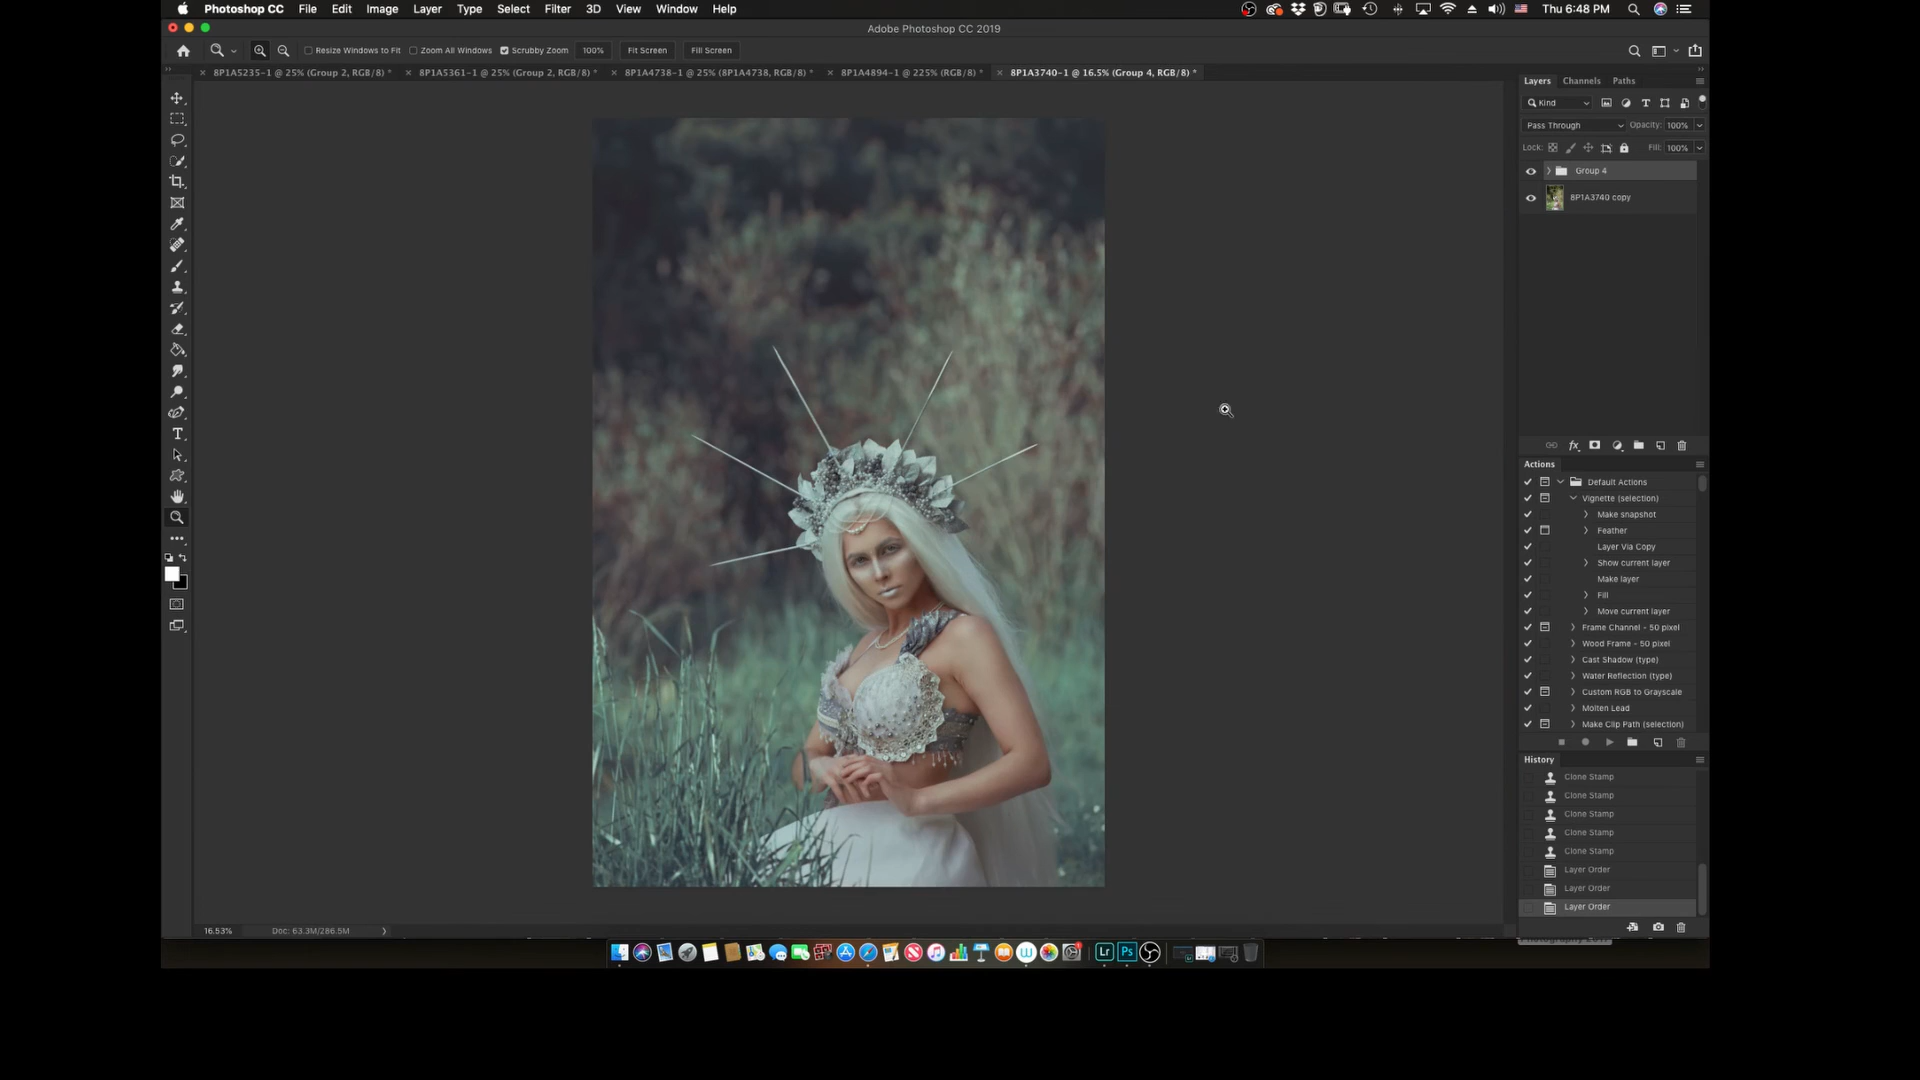 Photoshop CC File Edit Image Layer Type Select Filter 3D View Window Help Thu 6:48 PM
Adobe Photoshop CC 2019
Resize Windows to Fit Zoom All Windows Scrubby Zoom 100% Fit Screen Fill Screen
8P1A5235-1 @ 25% (Group 2, RGB/8) * 8P1A5361-1 @ 25% (Group 2, RGB/8) * 8P1A4738-1 @ 25% (8P1A4738, RGB/8) * 8P1A4894-1 @ 225% (RGB/8) * 8P1A3740-1 @ 16.5% (Group 4, RGB/8) *
Layers Channels Paths
Kind
Pass Through Opacity: 100%
Lock: Fill: 100%
Group 4
8P1A3740 copy
Actions
Default Actions
Vignette (selection)
Make snapshot
Feather
Layer Via Copy
Show current layer
Make layer
Fill
Move current layer
Frame Channel - 50 pixel
Wood Frame - 50 pixel
Cast Shadow (type)
Water Reflection (type)
Custom RGB to Grayscale
Molten Lead
Make Clip Path (selection)
History
Clone Stamp
Clone Stamp
Clone Stamp
Clone Stamp
Clone Stamp
Layer Order
Layer Order
Layer Order
16.53% Doc: 63.3M/286.5M
Lr Ps